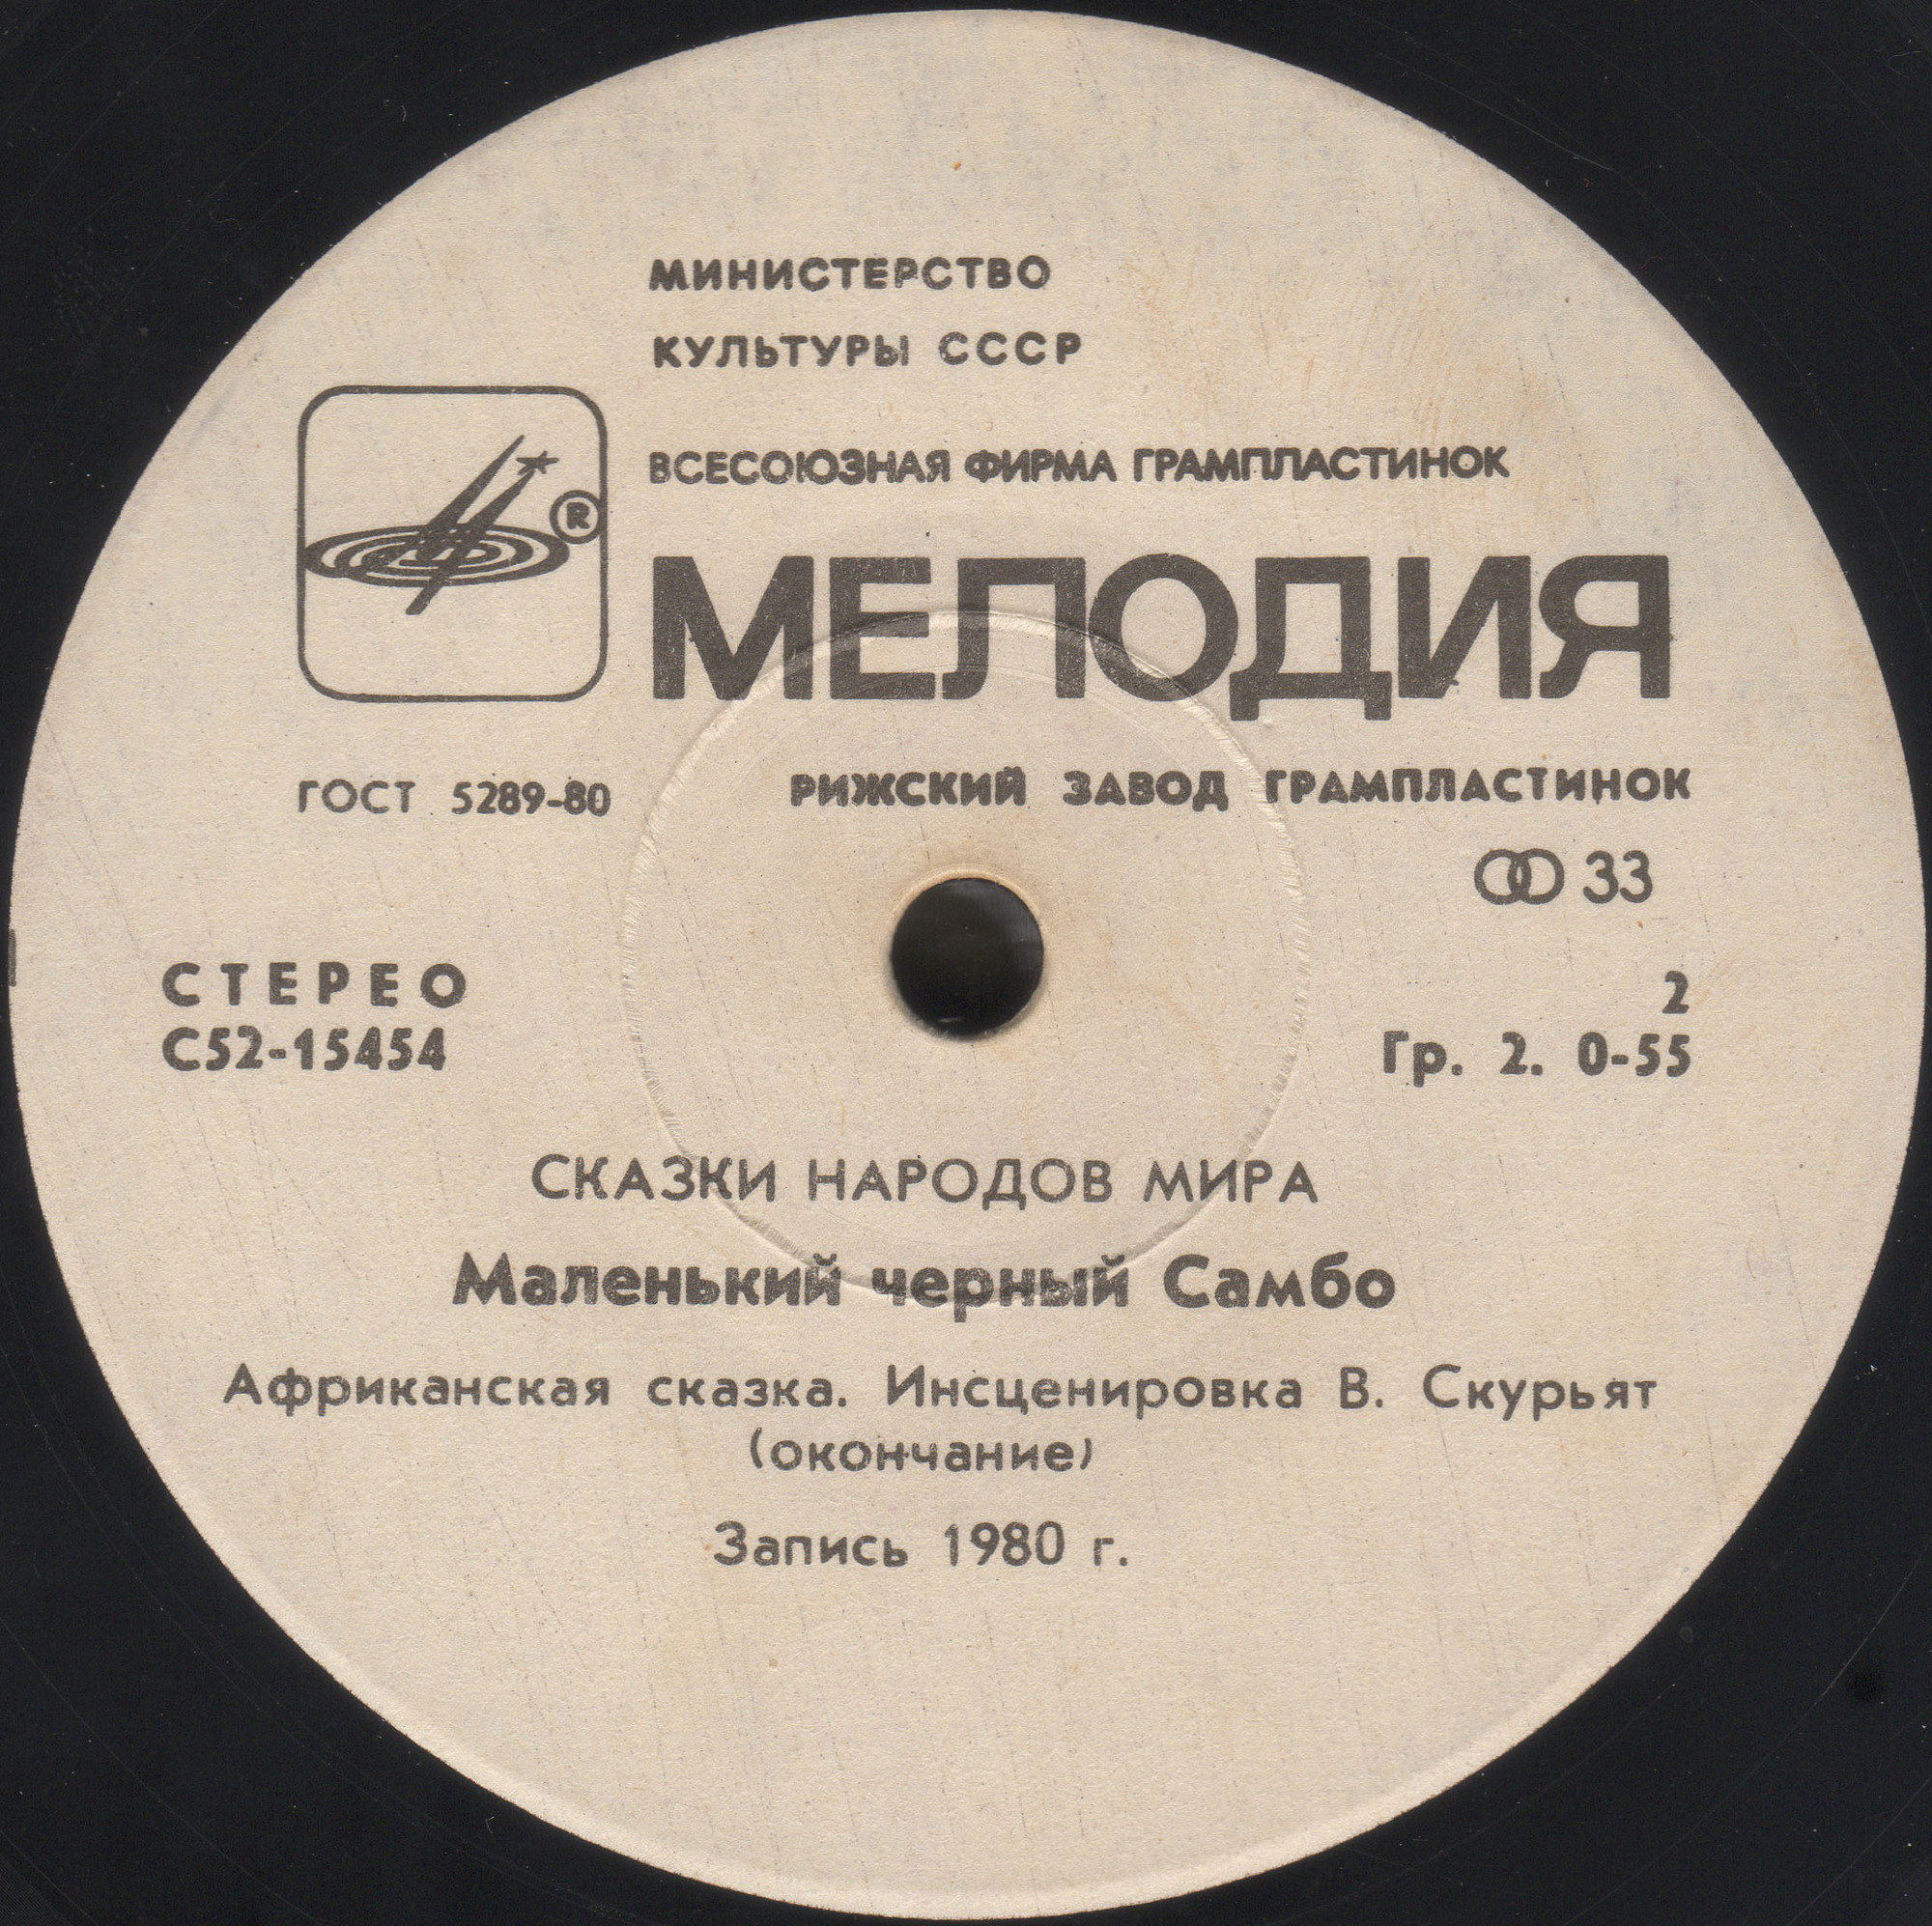 МИНИСТЕРСТВО
КУЛЬТУРЫ СССР
ВСЕСОЮЗНАЯ ФИРМА ГРАМПЛАСТИНОК
®
МЕЛОДИЯ
ГОСТ 5289-80
РИЖСКИЙ ЗАВОД ГРАМПЛАСТИНОК
33
СТЕРЕО
2
С52-15454
Гр. 2. 0-55
СКАЗКИ НАРОДОВ МИРА
Маленький черный Самбо
Африканская сказка. Инсценировка В. Скурьят
(окончание)
Запись 1980 г.